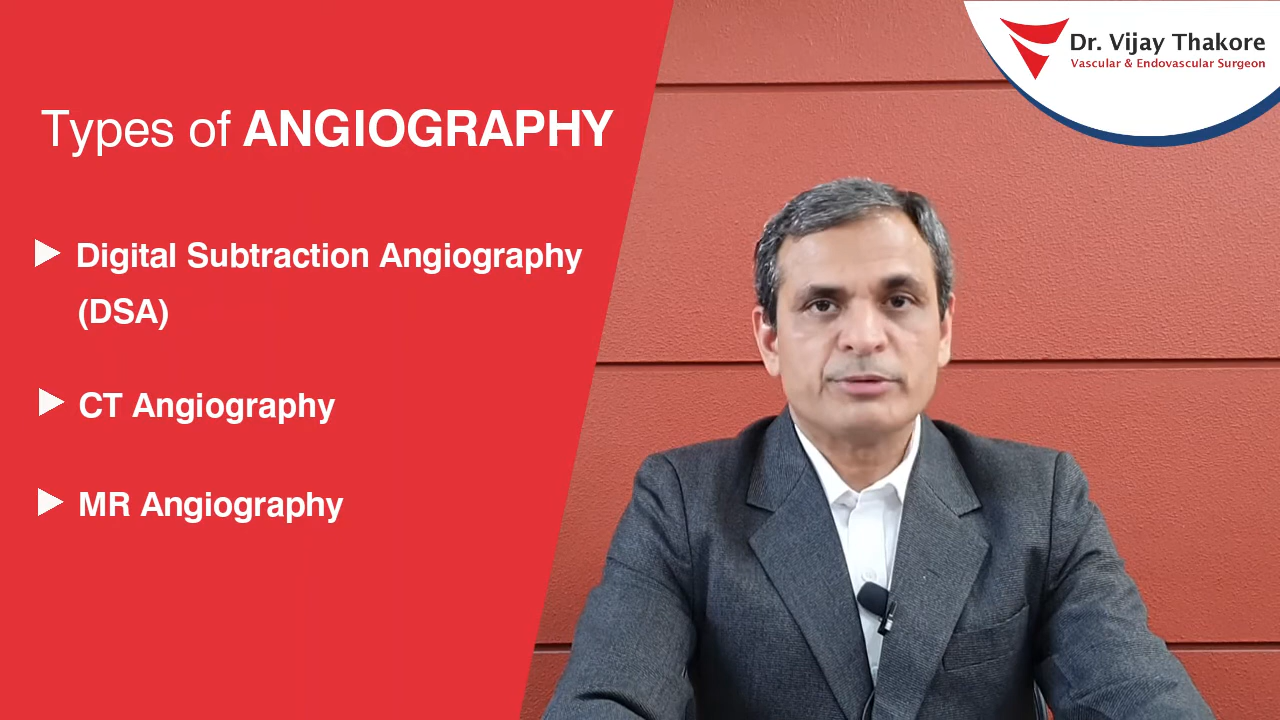 Dr. Vijay Thakore
Vascular & Endovascular Surgeon
Types of ANGIOGRAPHY
Digital Subtraction Angiography
(DSA)
CT Angiography
MR Angiography